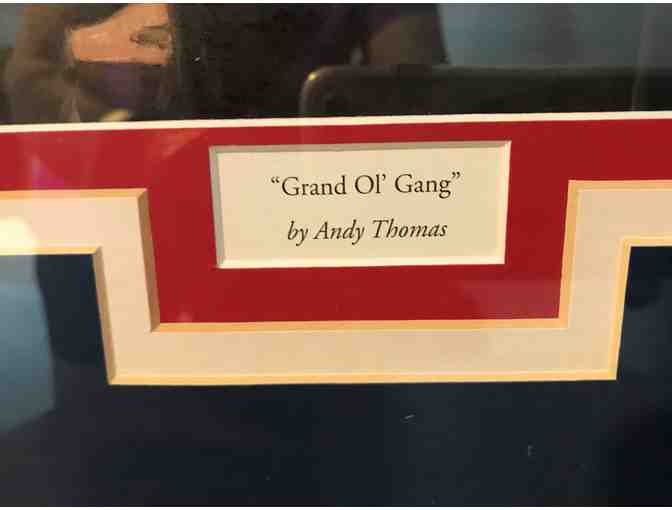 “Grand Ol’ Gang”
by Andy Thomas